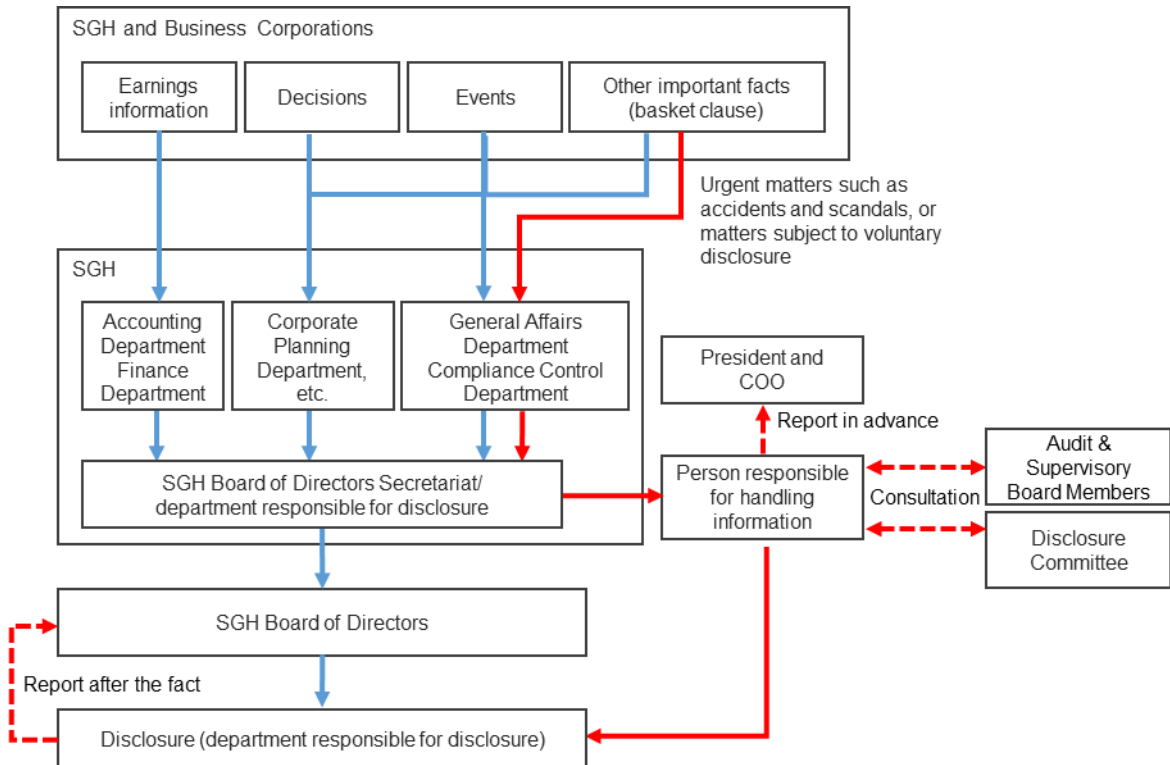 SGH and Business Corporations
Earnings
information
Decisions
Events
Other important facts
(basket clause)
Urgent matters such as
accidents and scandals, or
matters subject to voluntary
disclosure
SGH
Accounting
Department
Finance
Department
Corporate
Planning
Department,
etc.
General Affairs
Department
Compliance Control
Department
President and
COO
Report in advance
SGH Board of Directors Secretariat/
department responsible for disclosure
Person responsible
for handling
information
Consultation
Audit &
Supervisory
Board Members
Disclosure
Committee
SGH Board of Directors
Report after the fact
Disclosure (department responsible for disclosure)